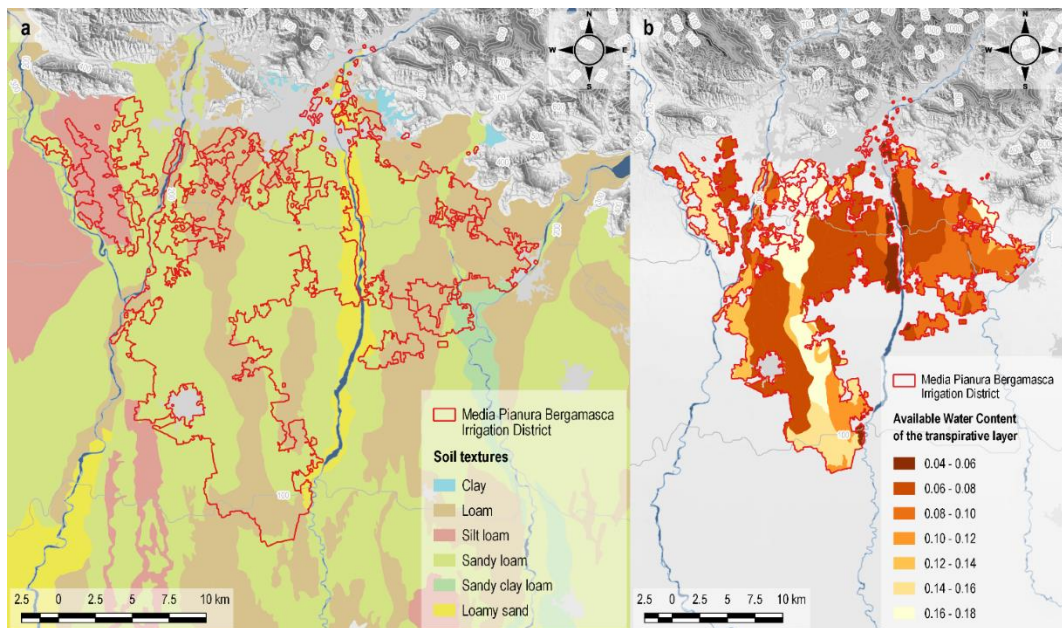 a
N
W
E
S
Media Pianura Bergamasca
Irrigation District
Soil textures
Clay
Loam
Silt loam
Sandy loam
Sandy clay loam
Loamy sand
2.5 0 2.5 5 7.5 10 km
b
N
W
E
S
Media Pianura Bergamasca
Irrigation District
Available Water Content
of the transpirative layer
0.04 - 0.06
0.06 - 0.08
0.08 - 0.10
0.10 - 0.12
0.12 - 0.14
0.14 - 0.16
0.16 - 0.18
2.5 0 2.5 5 7.5 10 km